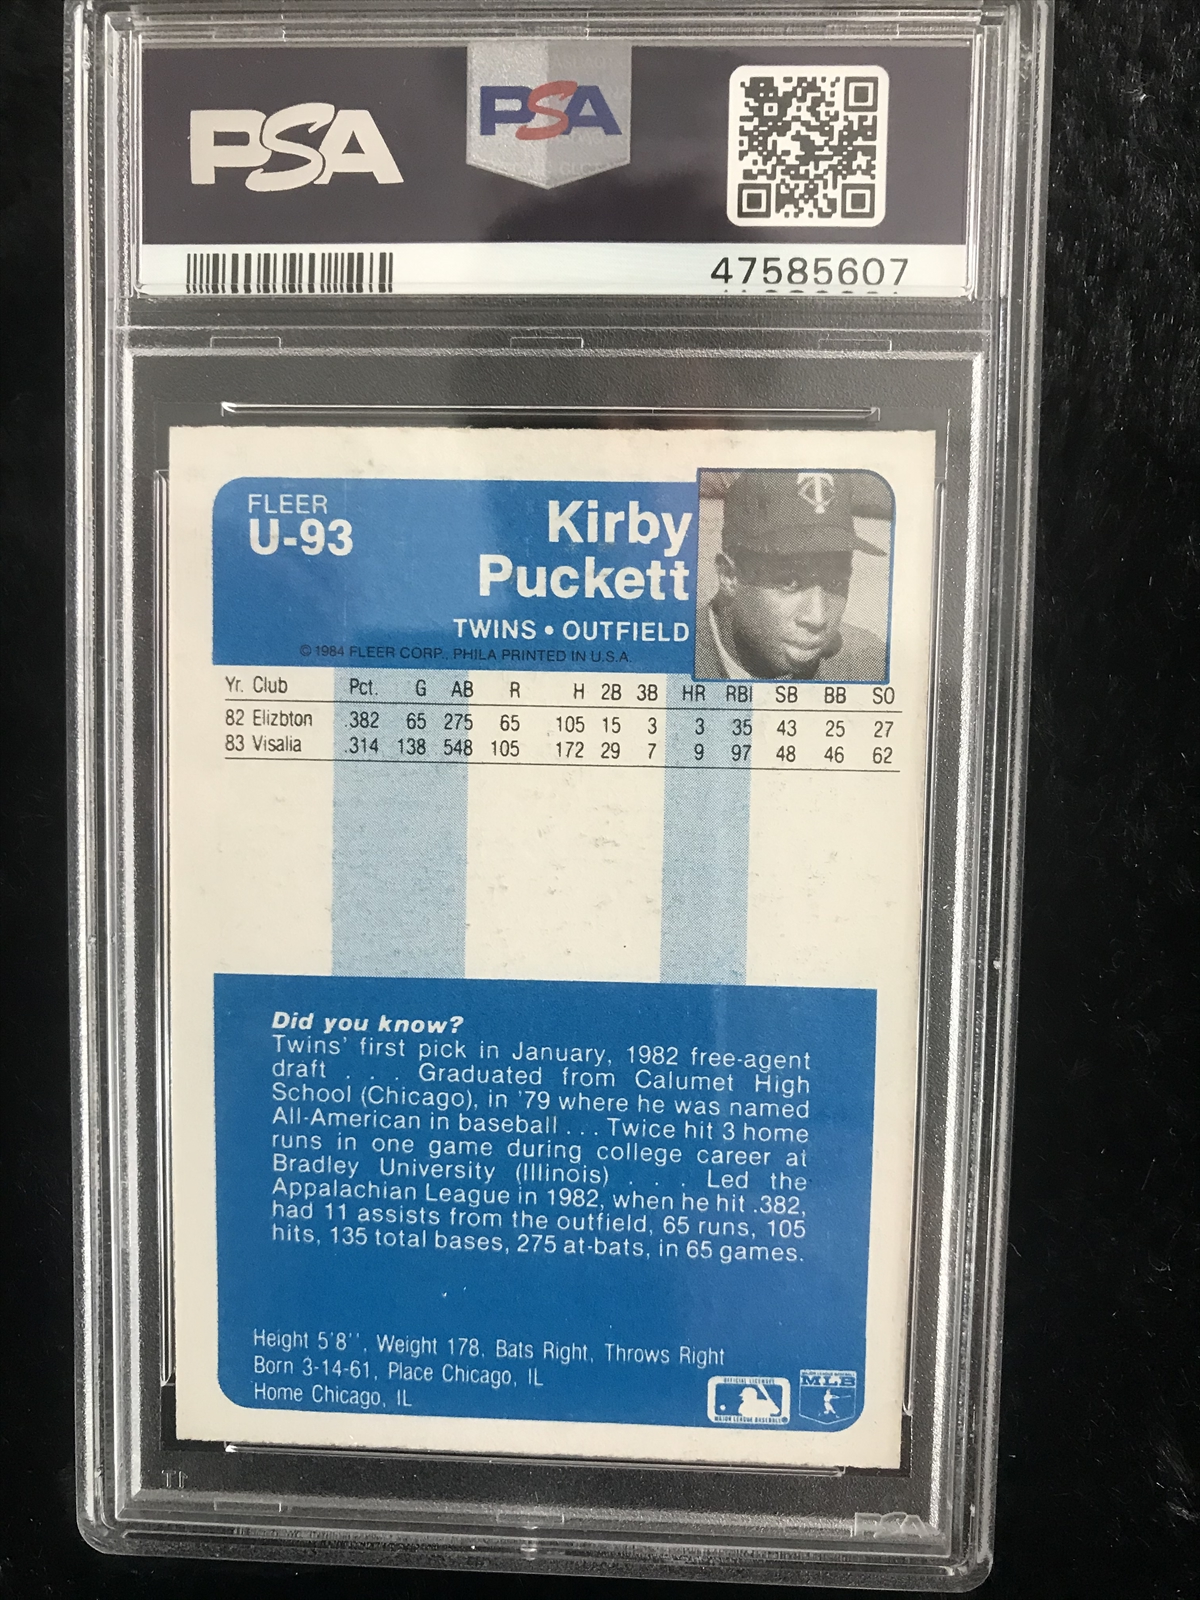 PSA
PSA
47585607
FLEER
U-93
Kirby
Puckett
TWINS • OUTFIELD
© 1984 FLEER CORP., PHILA PRINTED IN U.S.A.
Yr. Club Pct. G AB R H 2B 3B HR RBI SB BB SO
82 Elizbton .382 65 275 65 105 15 3 3 35 43 25 27
83 Visalia .314 138 548 105 172 29 7 9 97 48 46 62
Did you know?
Twins' first pick in January, 1982 free-agent
draft . . . Graduated from Calumet High
School (Chicago), in '79 where he was named
All-American in baseball . . . Twice hit 3 home
runs in one game during college career at
Bradley University (Illinois) . . . Led the
Appalachian League in 1982, when he hit .382,
had 11 assists from the outfield, 65 runs, 105
hits, 135 total bases, 275 at-bats, in 65 games.
Height 5'8'', Weight 178, Bats Right, Throws Right
Born 3-14-61, Place Chicago, IL
Home Chicago, IL
OFFICIAL LICENSEE
MAJOR LEAGUE BASEBALL
MLB
PSA